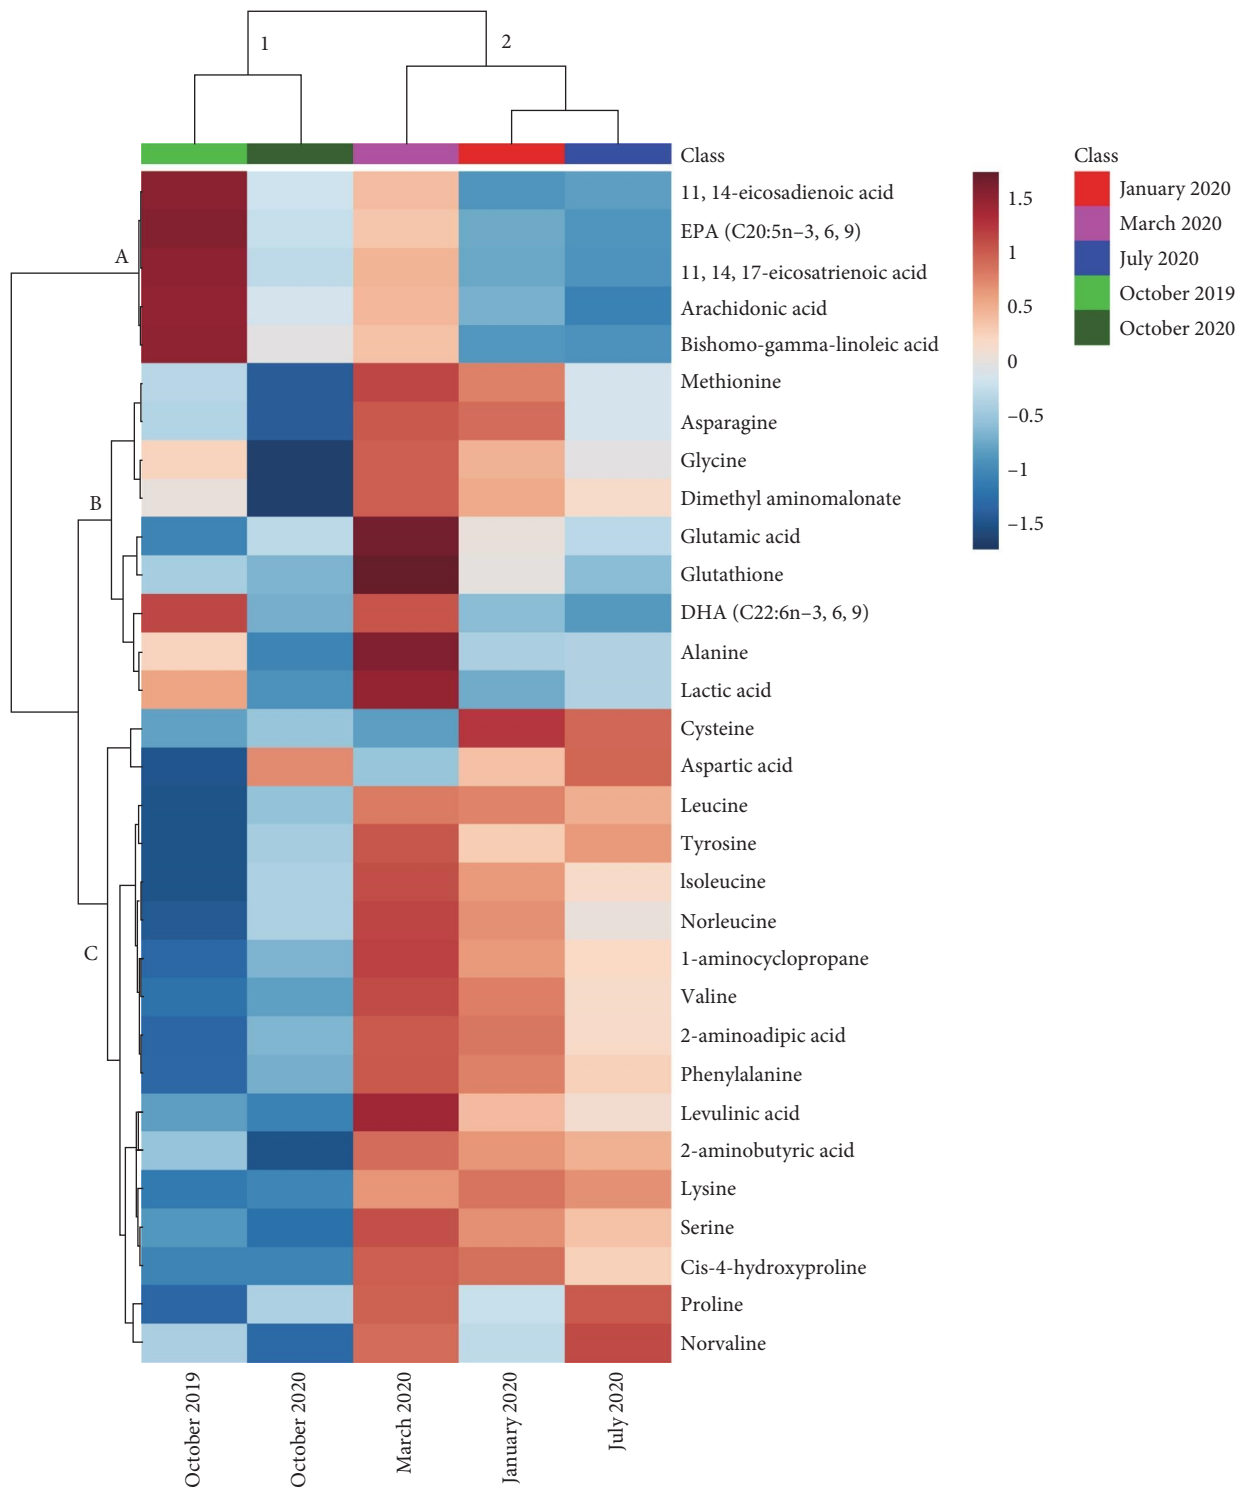 1
2
Class
A
B
C
11, 14-eicosadienoic acid
EPA (C20:5n–3, 6, 9)
11, 14, 17-eicosatrienoic acid
Arachidonic acid
Bishomo-gamma-linoleic acid
Methionine
Asparagine
Glycine
Dimethyl aminomalonate
Glutamic acid
Glutathione
DHA (C22:6n–3, 6, 9)
Alanine
Lactic acid
Cysteine
Aspartic acid
Leucine
Tyrosine
lsoleucine
Norleucine
1-aminocyclopropane
Valine
2-aminoadipic acid
Phenylalanine
Levulinic acid
2-aminobutyric acid
Lysine
Serine
Cis-4-hydroxyproline
Proline
Norvaline
October 2019
October 2020
March 2020
January 2020
July 2020
1.5
1
0.5
0
–0.5
–1
–1.5
Class
January 2020
March 2020
July 2020
October 2019
October 2020